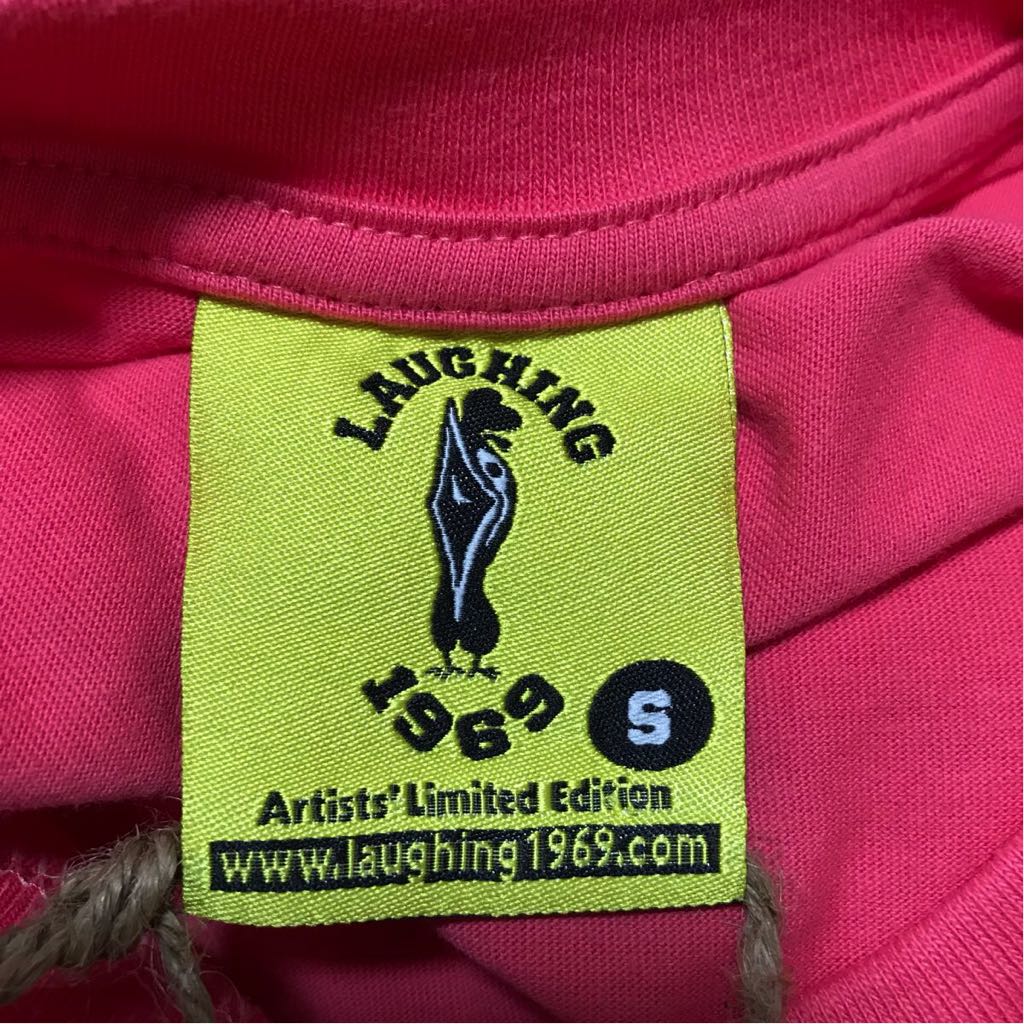 LAUGHING
1969
S
Artists' Limited Edition
www.laughing1969.com